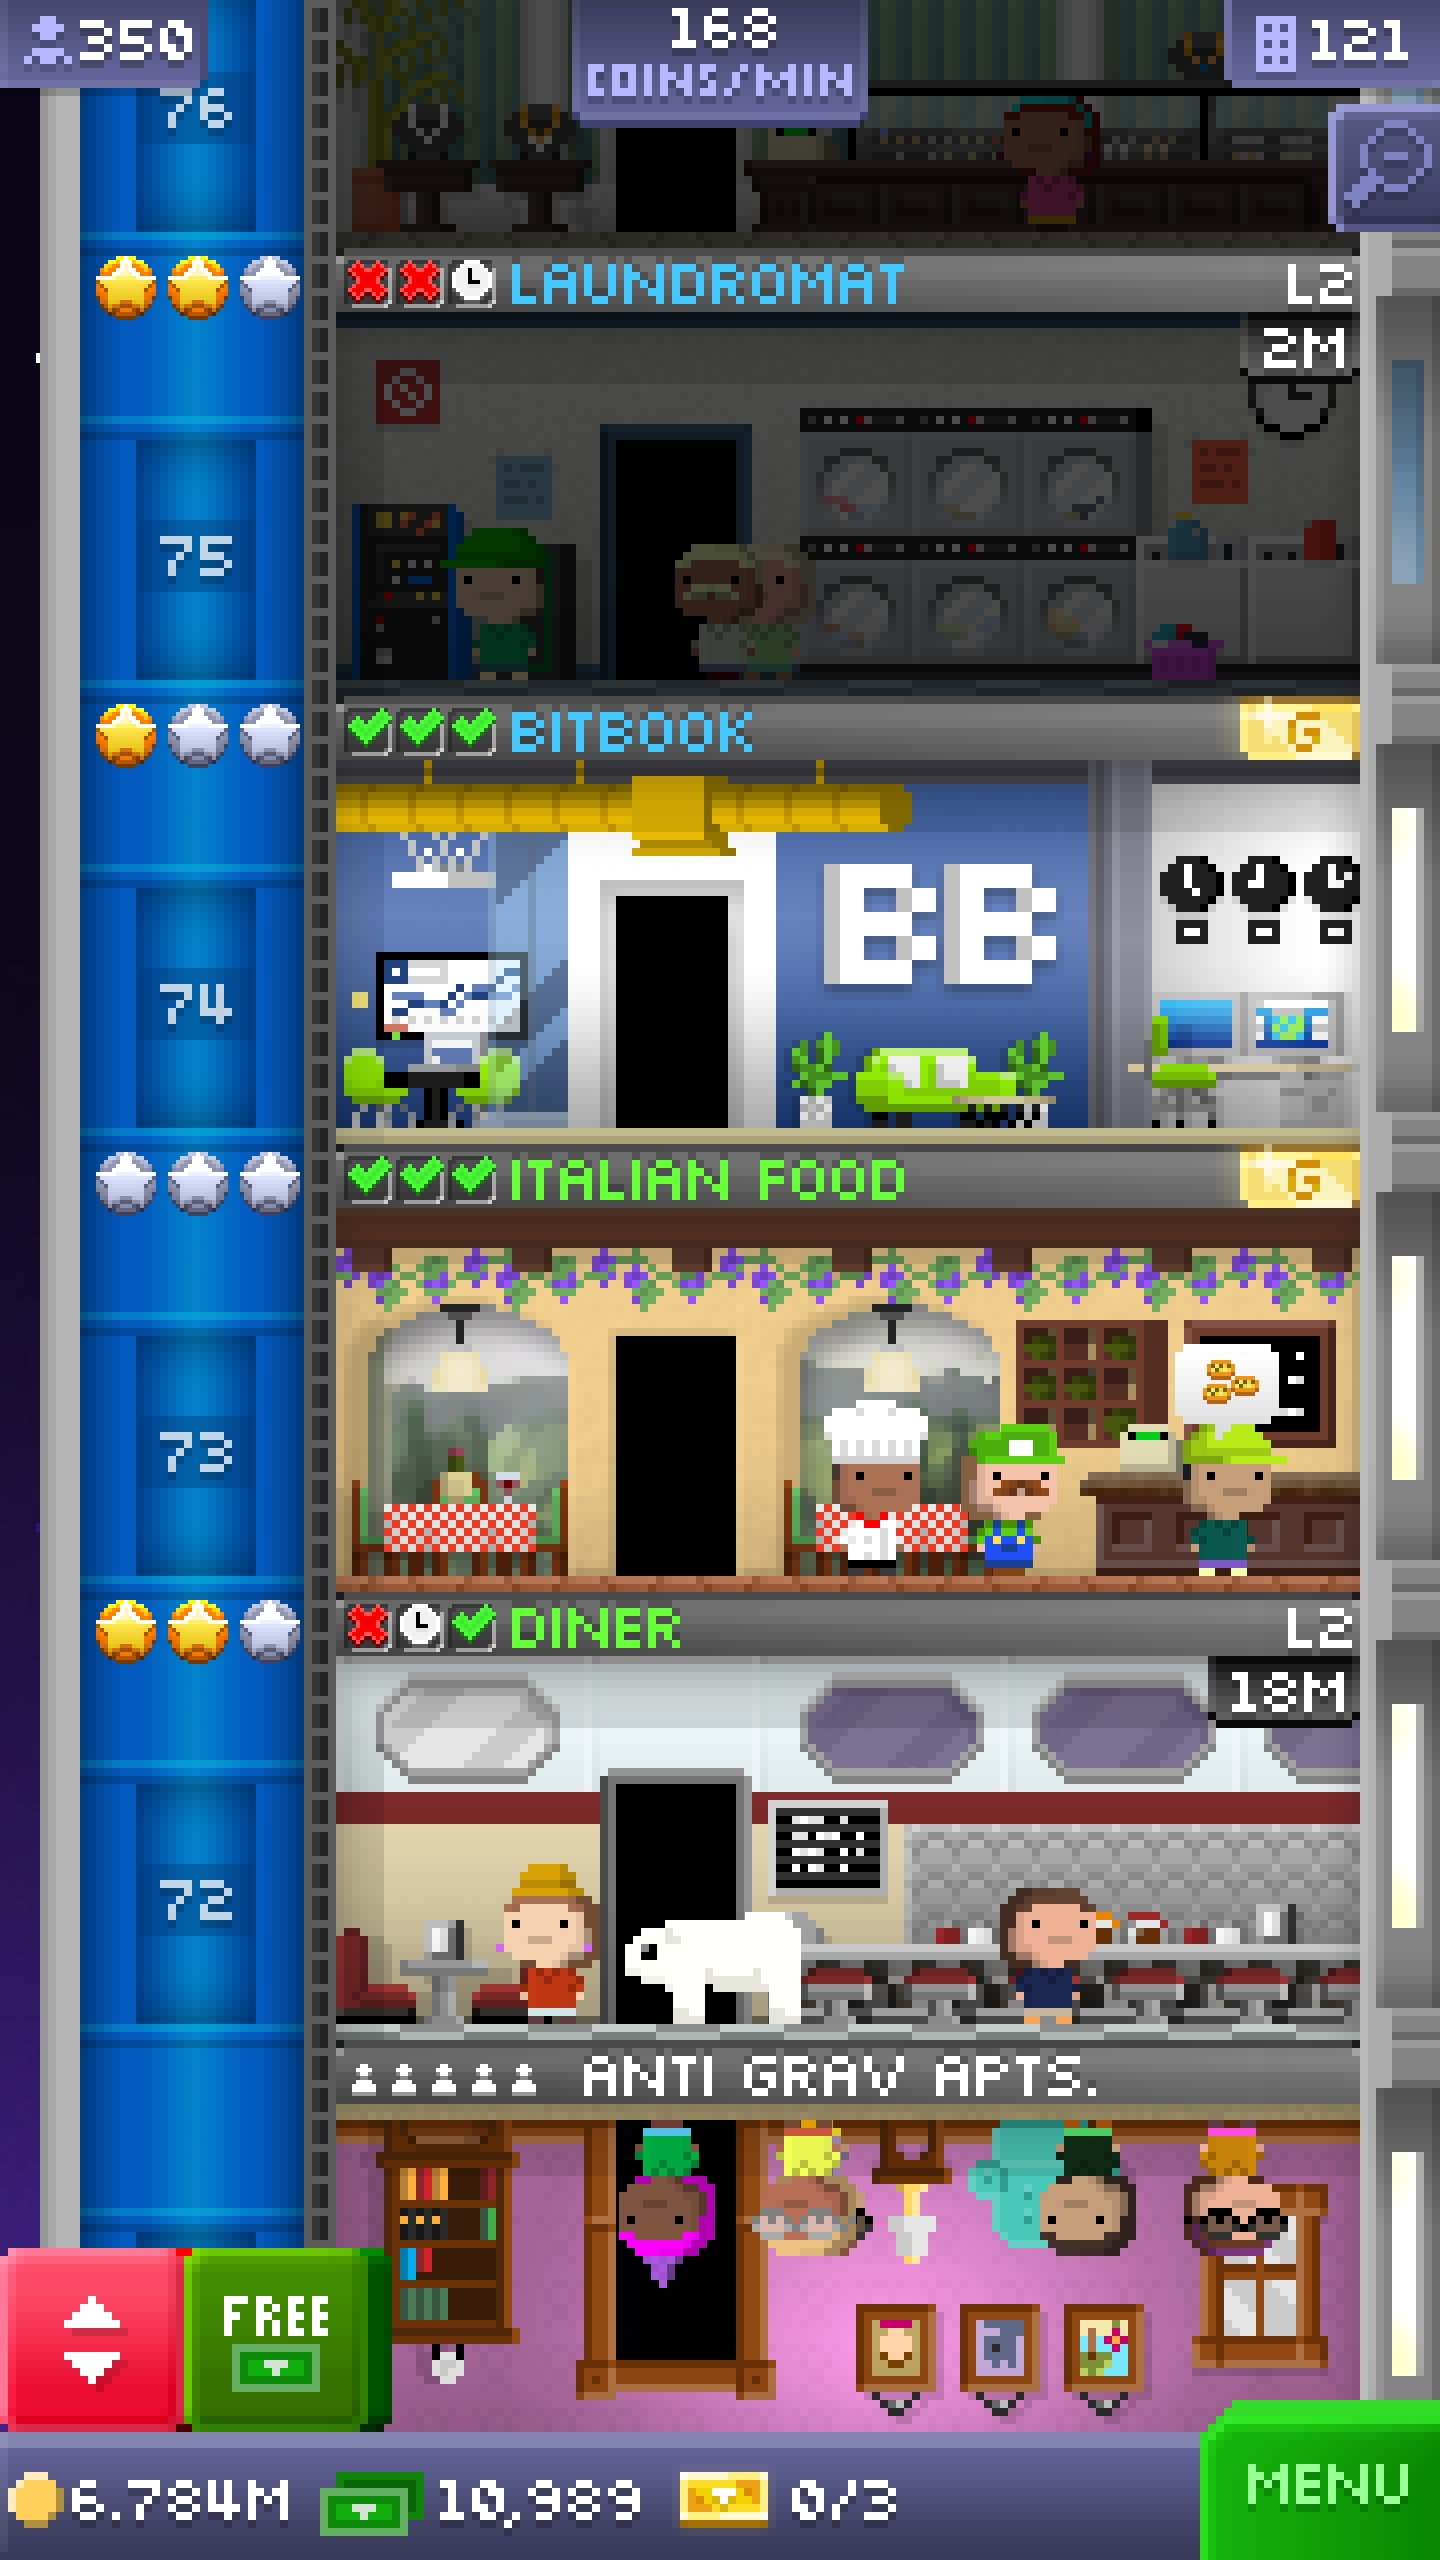 350
168
COINS/MIN
121
76
LAUNDROMAT
L2
2M
75
BITBOOK
G
BB
74
ITALIAN FOOD
G
73
DINER
L2
18M
72
ANTI GRAV APTS.
FREE
6.784M
10,989
0/3
MENU